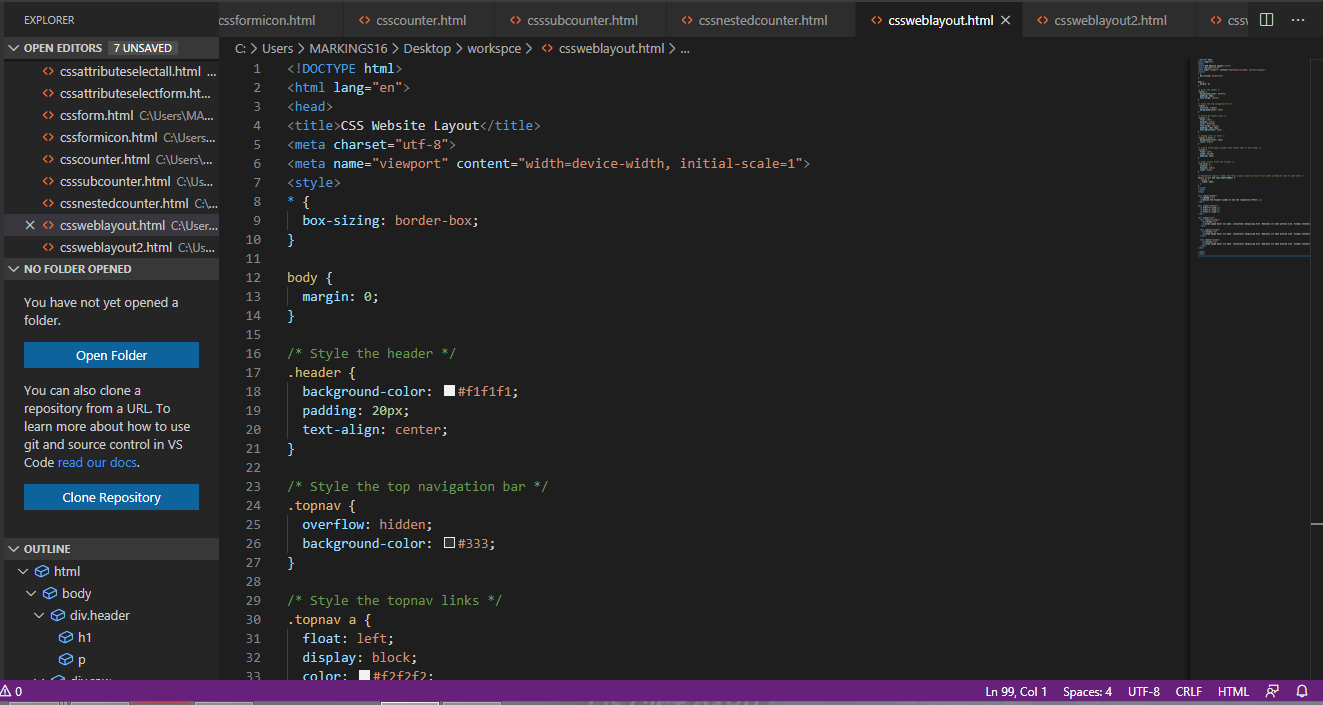 EXPLORER
OPEN EDITORS 7 UNSAVED
cssattributeselectall.html ...
cssattributeselectform.ht...
cssform.html C:\Users\MA...
cssformicon.html C:\Users...
csscounter.html C:\Users\...
csssubcounter.html C:\Us...
cssnestedcounter.html C:\...
cssweblayout.html C:\User...
cssweblayout2.html C:\Us...
NO FOLDER OPENED
You have not yet opened a
folder.
Open Folder
You can also clone a
repository from a URL. To
learn more about how to use
git and source control in VS
Code read our docs.
Clone Repository
OUTLINE
html
body
div.header
h1
p
cssformicon.html csscounter.html csssubcounter.html cssnestedcounter.html cssweblayout.html cssweblayout2.html
C: > Users > MARKINGS16 > Desktop > workspce > <> cssweblayout.html > ...
1 <!DOCTYPE html>
2 <html lang="en">
3 <head>
4 <title>CSS Website Layout</title>
5 <meta charset="utf-8">
6 <meta name="viewport" content="width=device-width, initial-scale=1">
7 <style>
8 * {
9 box-sizing: border-box;
10 }
11
12 body {
13 margin: 0;
14 }
15
16 /* Style the header */
17 .header {
18 background-color: #f1f1f1;
19 padding: 20px;
20 text-align: center;
21 }
22
23 /* Style the top navigation bar */
24 .topnav {
25 overflow: hidden;
26 background-color: #333;
27 }
28
29 /* Style the topnav links */
30 .topnav a {
31 float: left;
32 display: block;
33 color: #f2f2f2;
0 Ln 99, Col 1 Spaces: 4 UTF-8 CRLF HTML